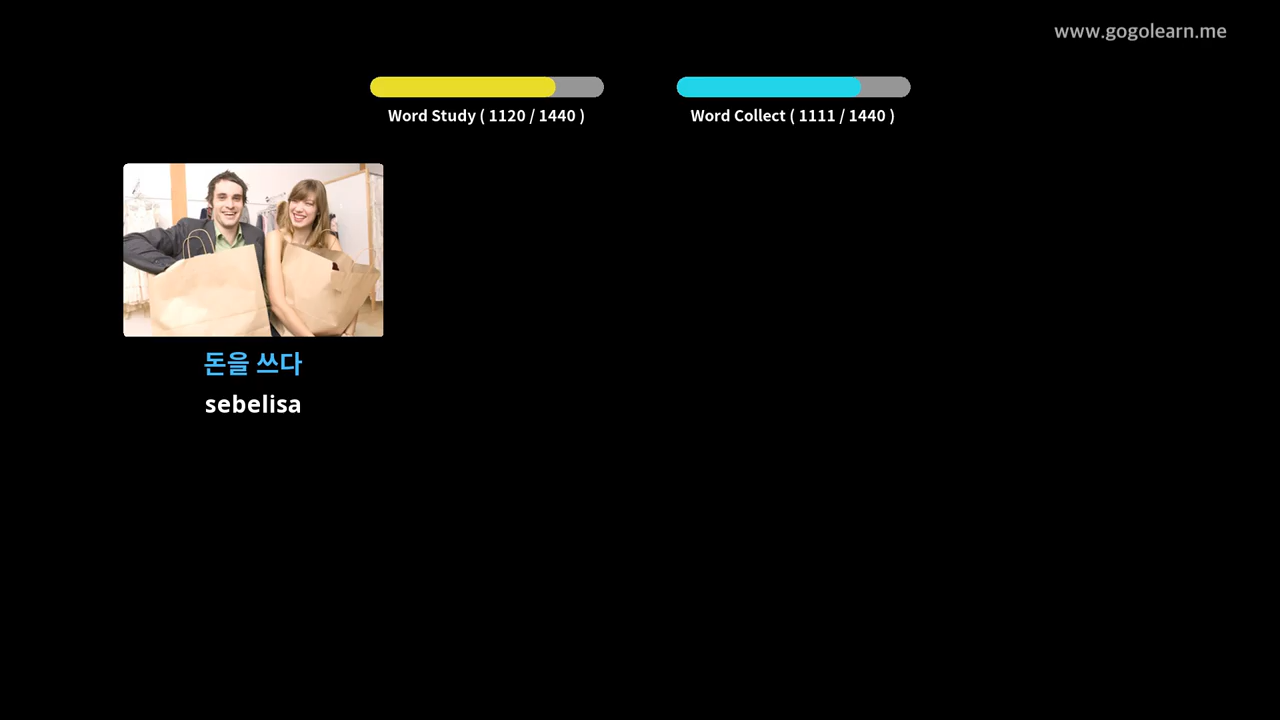 www.gogolearn.me
Word Study ( 1120 / 1440 )
Word Collect ( 1111 / 1440 )
돈을 쓰다
sebelisa